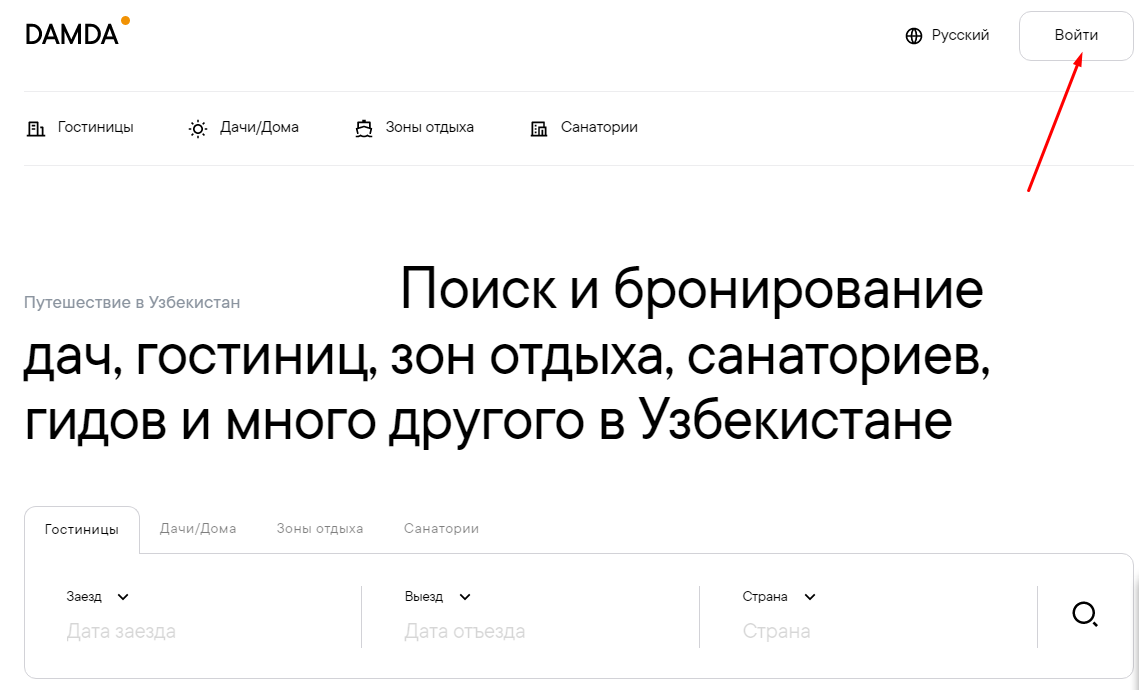 DAMDA
Русский
Войти
Гостиницы
Дачи/Дома
Зоны отдыха
Санатории
Путешествие в Узбекистан
Поиск и бронирование
дач, гостиниц, зон отдыха, санаториев,
гидов и много другого в Узбекистане
Гостиницы
Дачи/Дома
Зоны отдыха
Санатории
Заезд
Дата заезда
Выезд
Дата отъезда
Страна
Страна